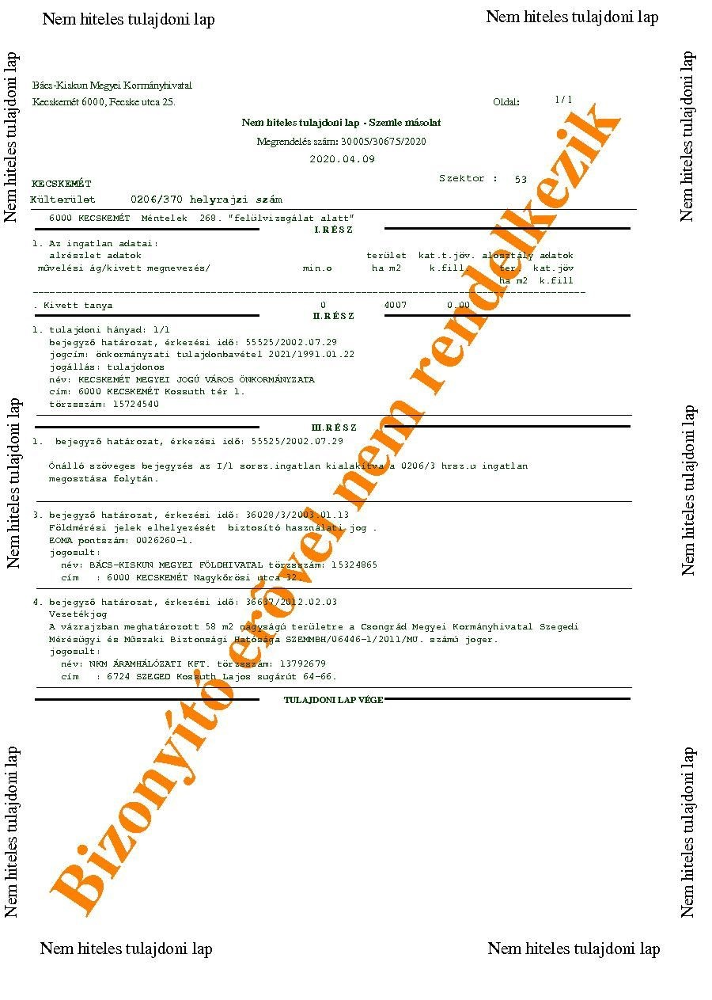 Nem hiteles tulajdoni lap
Nem hiteles tulajdoni lap
Nem hiteles tulajdoni lap
Nem hiteles tulajdoni lap
Bács-Kiskun Megyei Kormányhivatal
Kecskemét 6000, Fecske utca 25.
Oldal: 1 / 1
Nem hiteles tulajdoni lap - Szemle másolat
Megrendelés szám: 30005/30675/2020
2020.04.09
Szektor : 53
KECSKEMÉT
Külterület 0206/370 helyrajzi szám
6000 KECSKEMÉT Méntelek 268. "felülvizsgálat alatt"
I.RÉSZ
1. Az ingatlan adatai:
alrészlet adatok terület kat.t.jöv. alosztály adatok
művelési ág/kivett megnevezés/ min.o ha m2 k.fill. ter. kat.jöv
ha m2 k.fill
. Kivett tanya 0 4007 0.00
II.RÉSZ
1. tulajdoni hányad: 1/1
bejegyző határozat, érkezési idő: 55525/2002.07.29
jogcím: önkormányzati tulajdonbavétel 2021/1991.01.22
jogállás: tulajdonos
név: KECSKEMÉT MEGYEI JOGÚ VÁROS ÖNKORMÁNYZATA
cím: 6000 KECSKEMÉT Kossuth tér 1.
törzsszám: 15724540
III.RÉSZ
1. bejegyző határozat, érkezési idő: 55525/2002.07.29
Önálló szöveges bejegyzés az I/1 sorsz.ingatlan kialakítva a 0206/3 hrsz.u ingatlan
megosztása folytán.
3. bejegyző határozat, érkezési idő: 36028/3/2003.01.13
Földmérési jelek elhelyezését biztosító használati jog .
EOMA pontszám: 0026260-1.
jogosult:
név: BÁCS-KISKUN MEGYEI FÖLDHIVATAL törzsszám: 15324865
cím : 6000 KECSKEMÉT Nagykőrösi utca 32.
4. bejegyző határozat, érkezési idő: 36637/2012.02.03
Vezetékjog
A vázrajzban meghatározott 58 m2 nagyságú területre a Csongrád Megyei Kormányhivatal Szegedi
Mérésügyi és Műszaki Biztonsági Hatósága SZEMMBH/06446-1/2011/MU. számú joger.
jogosult:
név: NKM ÁRAMHÁLÓZATI KFT. törzsszám: 13792679
cím : 6724 SZEGED Kossuth Lajos sugárút 64-66.
TULAJDONI LAP VÉGE
Bizonyító erővel nem rendelkezik
Nem hiteles tulajdoni lap
Nem hiteles tulajdoni lap
Nem hiteles tulajdoni lap
Nem hiteles tulajdoni lap
Nem hiteles tulajdoni lap
Nem hiteles tulajdoni lap